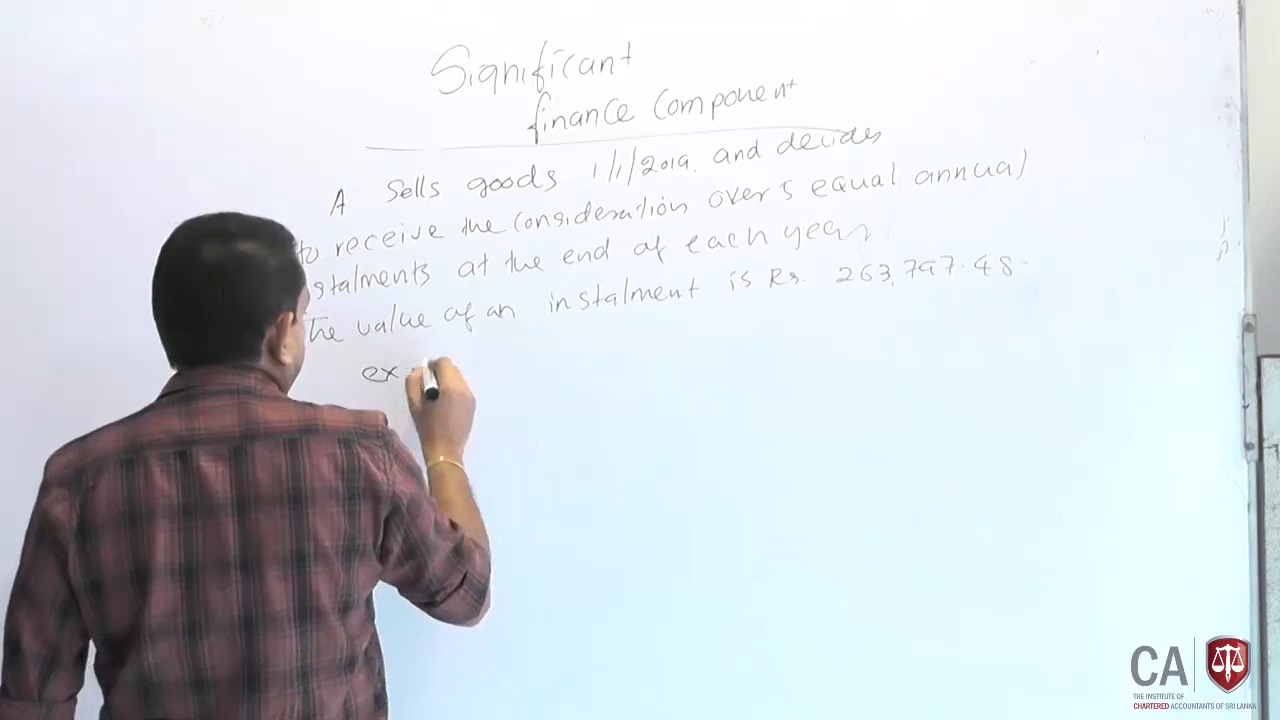 Significant
finance component
A sells goods 1/1/2019. and decides
to receive the consideration over 5 equal annual
stalments at the end of each year.
The value of an instalment is Rs. 263,797.48
ex
CA
THE INSTITUTE OF
CHARTERED ACCOUNTANTS OF SRI LANKA